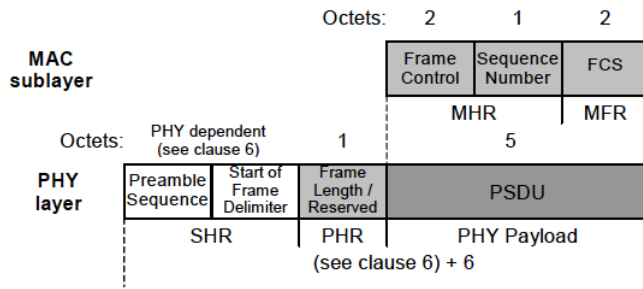 Octets: 2 1 2
MAC sublayer
Frame Control
Sequence Number
FCS
MHR MFR
Octets: PHY dependent (see clause 6) 1 5
PHY layer
Preamble Sequence
Start of Frame Delimiter
Frame Length / Reserved
PSDU
SHR PHR PHY Payload
(see clause 6) + 6